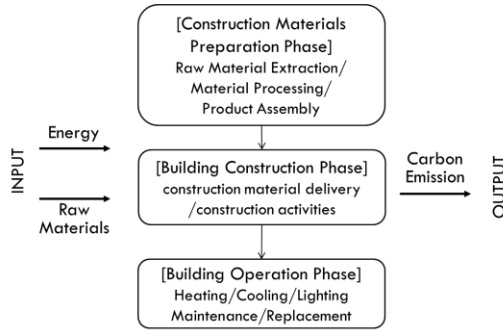 [Construction Materials
Preparation Phase]
Raw Material Extraction/
Material Processing/
Product Assembly
INPUT
Energy
Raw
Materials
[Building Construction Phase]
construction material delivery
/construction activities
Carbon
Emission
OUTPUT
[Building Operation Phase]
Heating/Cooling/Lighting
Maintenance/Replacement